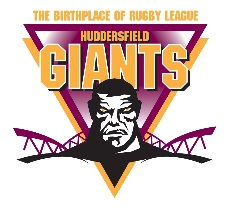 THE BIRTHPLACE OF RUGBY LEAGUE
HUDDERSFIELD
GIANTS